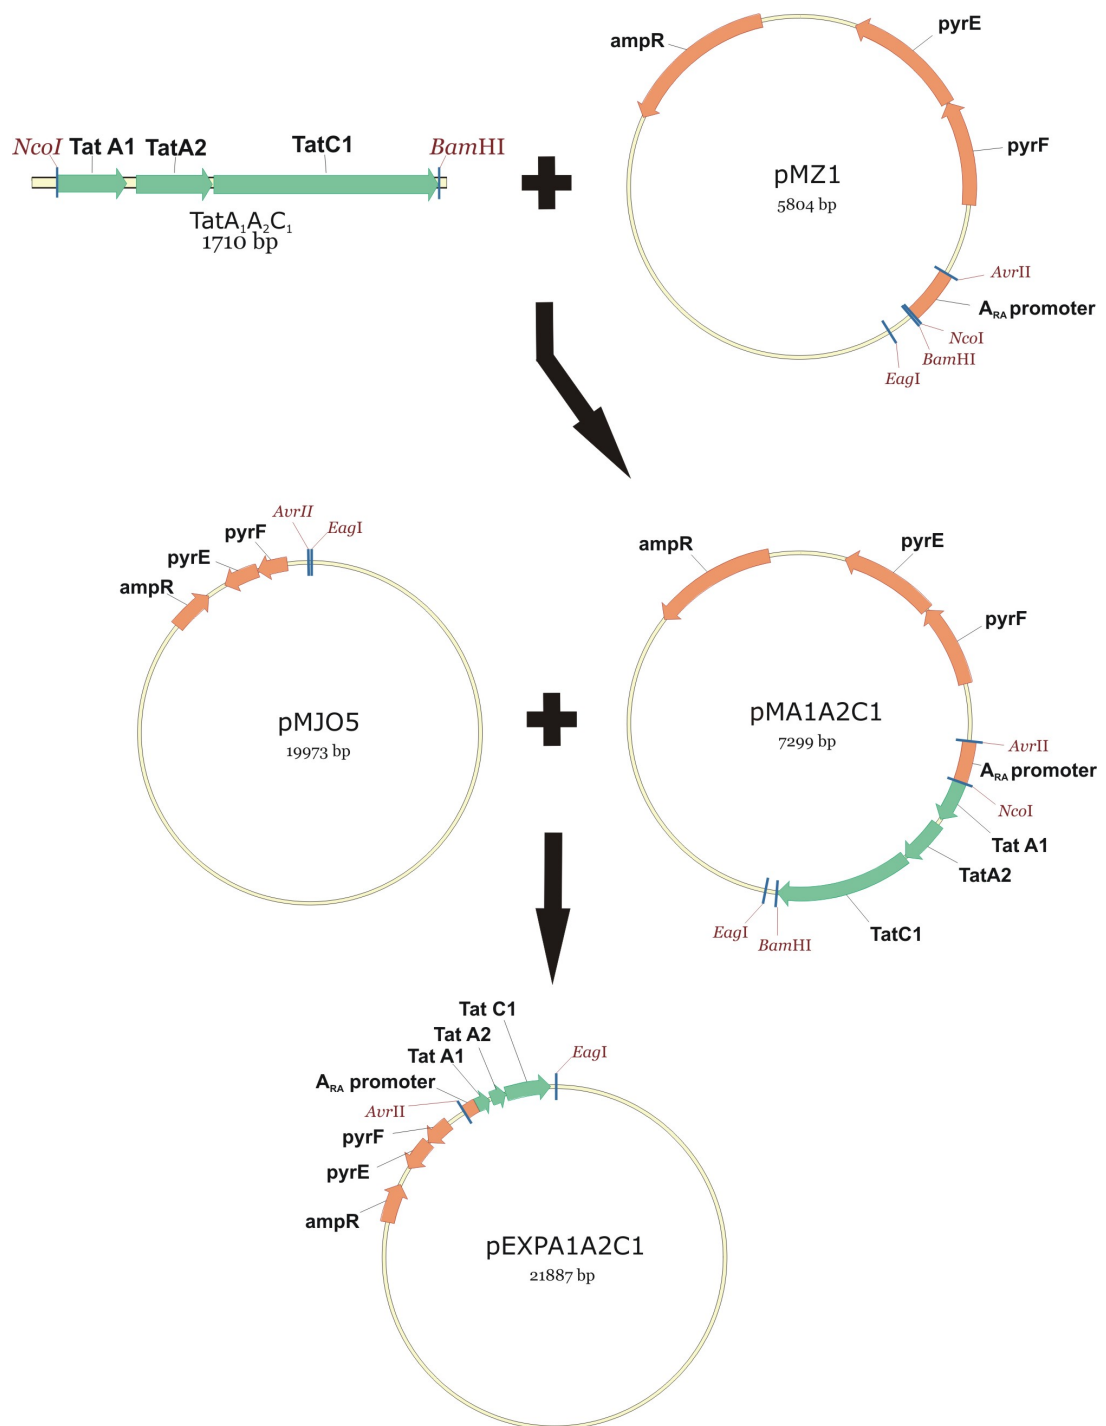 NcoI
Tat A1
TatA2
TatC1
BamHI
TatA₁A₂C₁
1710 bp
ampR
pyrE
pyrF
pMZ1
5804 bp
AvrII
A_RA promoter
NcoI
BamHI
EagI
AvrII
EagI
pyrF
pyrE
ampR
pMJO5
19973 bp
ampR
pyrE
pyrF
pMA1A2C1
7299 bp
AvrII
A_RA promoter
NcoI
Tat A1
TatA2
TatC1
EagI
BamHI
Tat C1
Tat A2
Tat A1
EagI
A_RA promoter
AvrII
pyrF
pyrE
ampR
pEXPA1A2C1
21887 bp